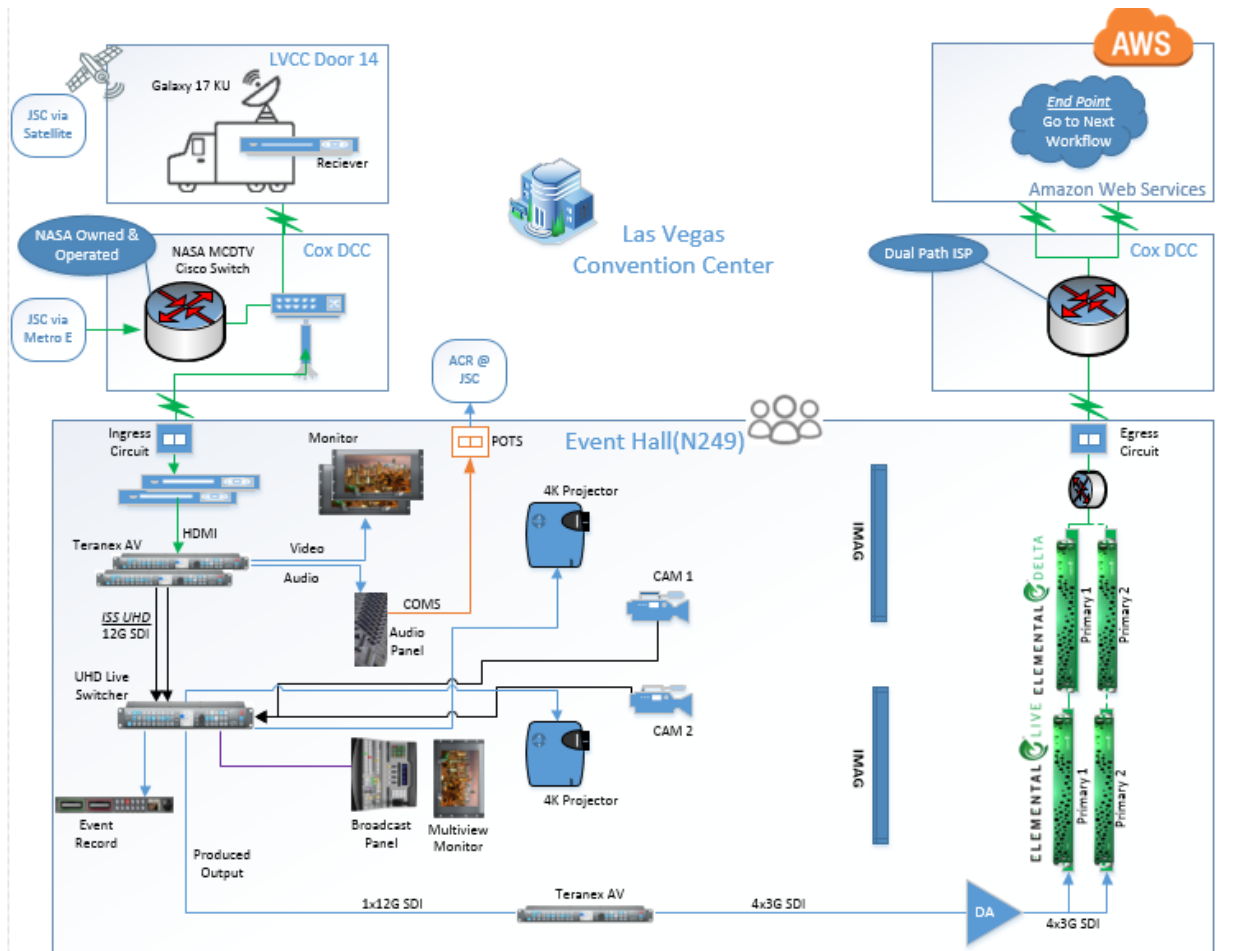 LVCC Door 14
Galaxy 17 KU
Reciever
JSC via
Satellite
AWS
End Point
Go to Next
Workflow
Amazon Web Services
NASA Owned &
Operated
NASA MCDTV
Cisco Switch
Cox DCC
JSC via
Metro E
Las Vegas
Convention Center
Dual Path ISP
Cox DCC
ACR @
JSC
POTS
Ingress
Circuit
Monitor
Event Hall(N249)
Egress
Circuit
4K Projector
HDMI
Teranex AV
Video
Audio
COMS
Audio
Panel
ISS UHD
12G SDI
CAM 1
IMAG
ELEMENTAL DELTA
Primary 1
Primary 2
UHD Live
Switcher
CAM 2
4K Projector
IMAG
ELEMENTAL LIVE
Primary 1
Primary 2
Event
Record
Broadcast
Panel
Multiview
Monitor
Produced
Output
1x12G SDI
Teranex AV
4x3G SDI
DA
4x3G SDI